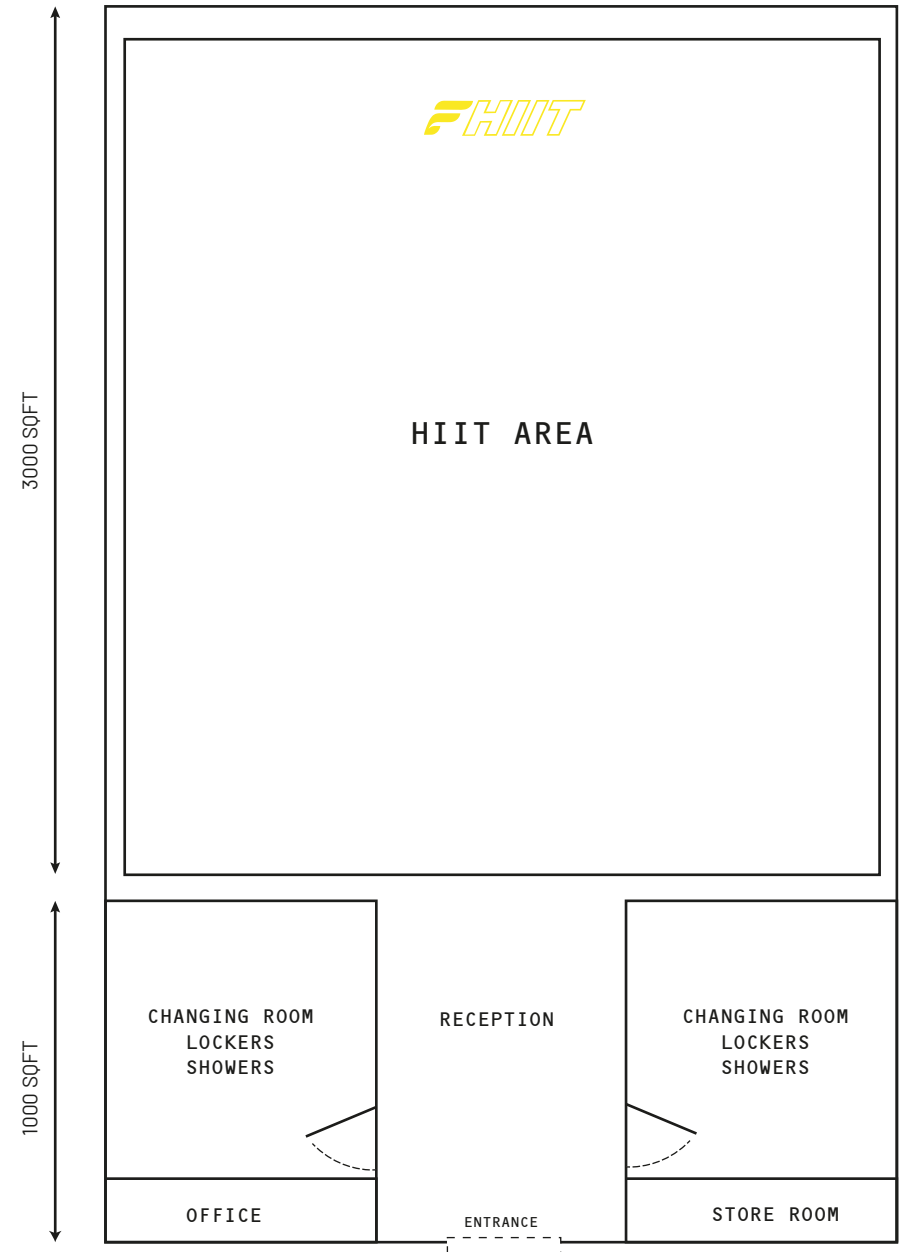 FHIIT
3000 SQFT
HIIT AREA
CHANGING ROOM
LOCKERS
SHOWERS
RECEPTION
CHANGING ROOM
LOCKERS
SHOWERS
1000 SQFT
OFFICE
ENTRANCE
STORE ROOM